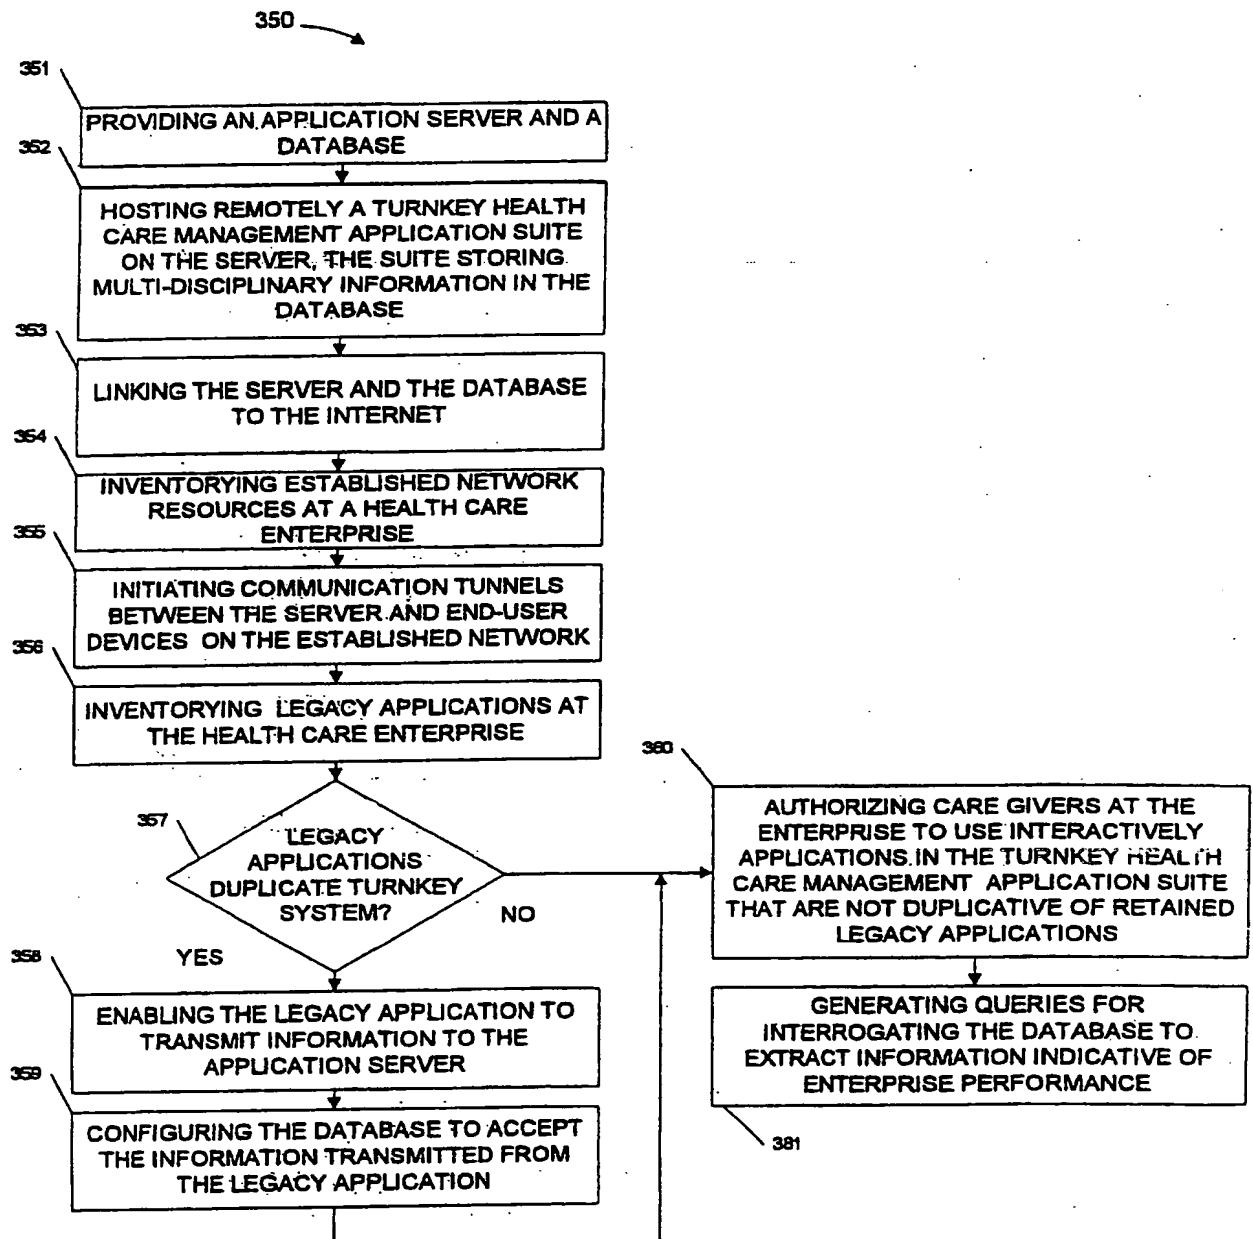 350
351
PROVIDING AN APPLICATION SERVER AND A
DATABASE
352
HOSTING REMOTELY A TURNKEY HEALTH
CARE MANAGEMENT APPLICATION SUITE
ON THE SERVER, THE SUITE STORING
MULTI-DISCIPLINARY INFORMATION IN THE
DATABASE
353
LINKING THE SERVER AND THE DATABASE
TO THE INTERNET
354
INVENTORYING ESTABLISHED NETWORK
RESOURCES AT A HEALTH CARE
ENTERPRISE
355
INITIATING COMMUNICATION TUNNELS
BETWEEN THE SERVER AND END-USER
DEVICES ON THE ESTABLISHED NETWORK
356
INVENTORYING LEGACY APPLICATIONS AT
THE HEALTH CARE ENTERPRISE
357
LEGACY
APPLICATIONS
DUPLICATE TURNKEY
SYSTEM?
NO
YES
358
ENABLING THE LEGACY APPLICATION TO
TRANSMIT INFORMATION TO THE
APPLICATION SERVER
359
CONFIGURING THE DATABASE TO ACCEPT
THE INFORMATION TRANSMITTED FROM
THE LEGACY APPLICATION
360
AUTHORIZING CARE GIVERS AT THE
ENTERPRISE TO USE INTERACTIVELY
APPLICATIONS IN THE TURNKEY HEALTH
CARE MANAGEMENT APPLICATION SUITE
THAT ARE NOT DUPLICATIVE OF RETAINED
LEGACY APPLICATIONS
GENERATING QUERIES FOR
INTERROGATING THE DATABASE TO
EXTRACT INFORMATION INDICATIVE OF
ENTERPRISE PERFORMANCE
381